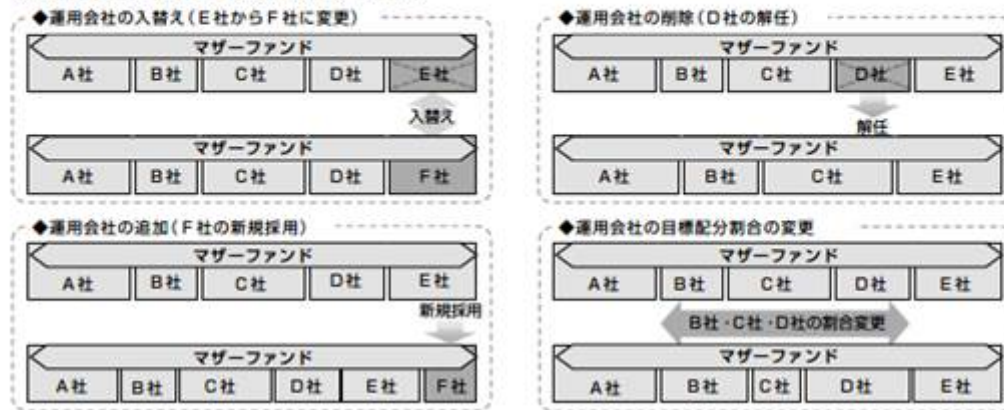 ◆運用会社の入替え(E社からF社に変更)
マザーファンド
A社 B社 C社 D社 E社
入替え
マザーファンド
A社 B社 C社 D社 F社
◆運用会社の削除(D社の解任)
マザーファンド
A社 B社 C社 D社 E社
解任
マザーファンド
A社 B社 C社 E社
◆運用会社の追加(F社の新規採用)
マザーファンド
A社 B社 C社 D社 E社
新規採用
マザーファンド
A社 B社 C社 D社 E社 F社
◆運用会社の目標配分割合の変更
マザーファンド
A社 B社 C社 D社 E社
B社・C社・D社の割合変更
マザーファンド
A社 B社 C社 D社 E社